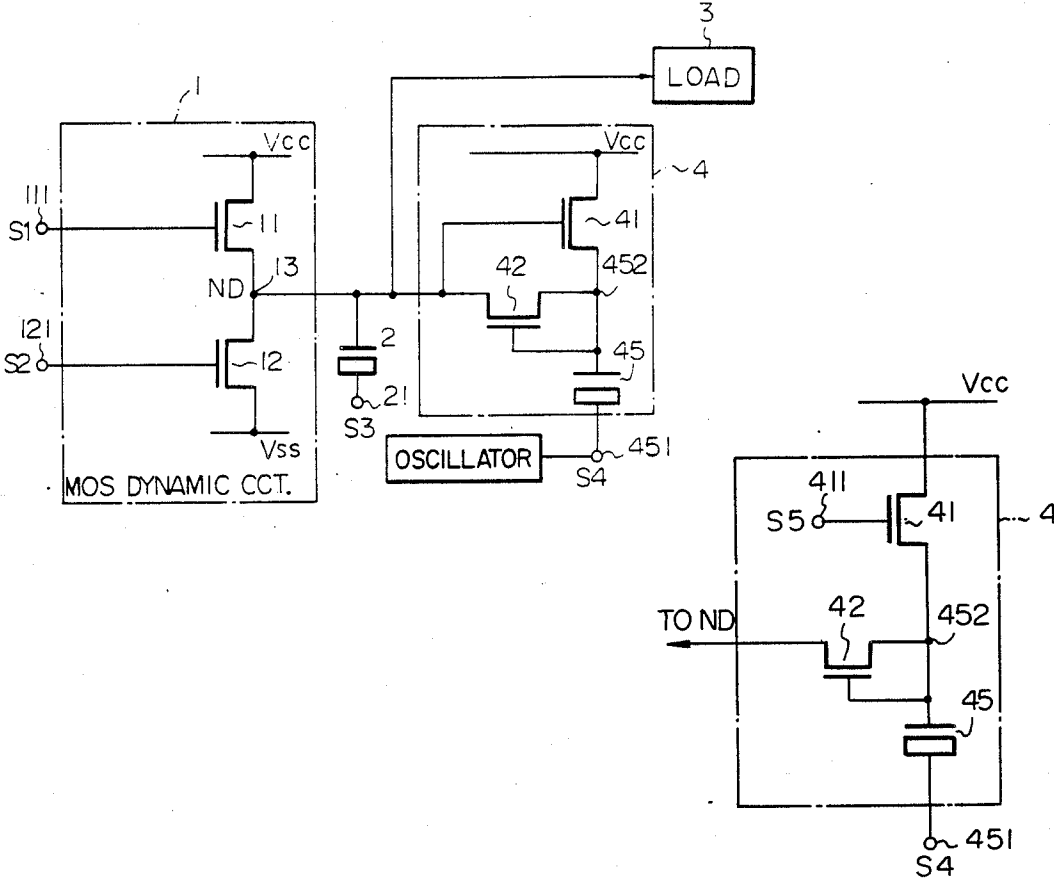 3
LOAD
1
Vcc
Vcc
4
111
S1
11
41
13
ND
42
452
121
S2
12
2
45
21
S3
Vss
OSCILLATOR
451
S4
MOS DYNAMIC CCT.
Vcc
411
S5
41
4
TO ND
42
452
45
451
S4